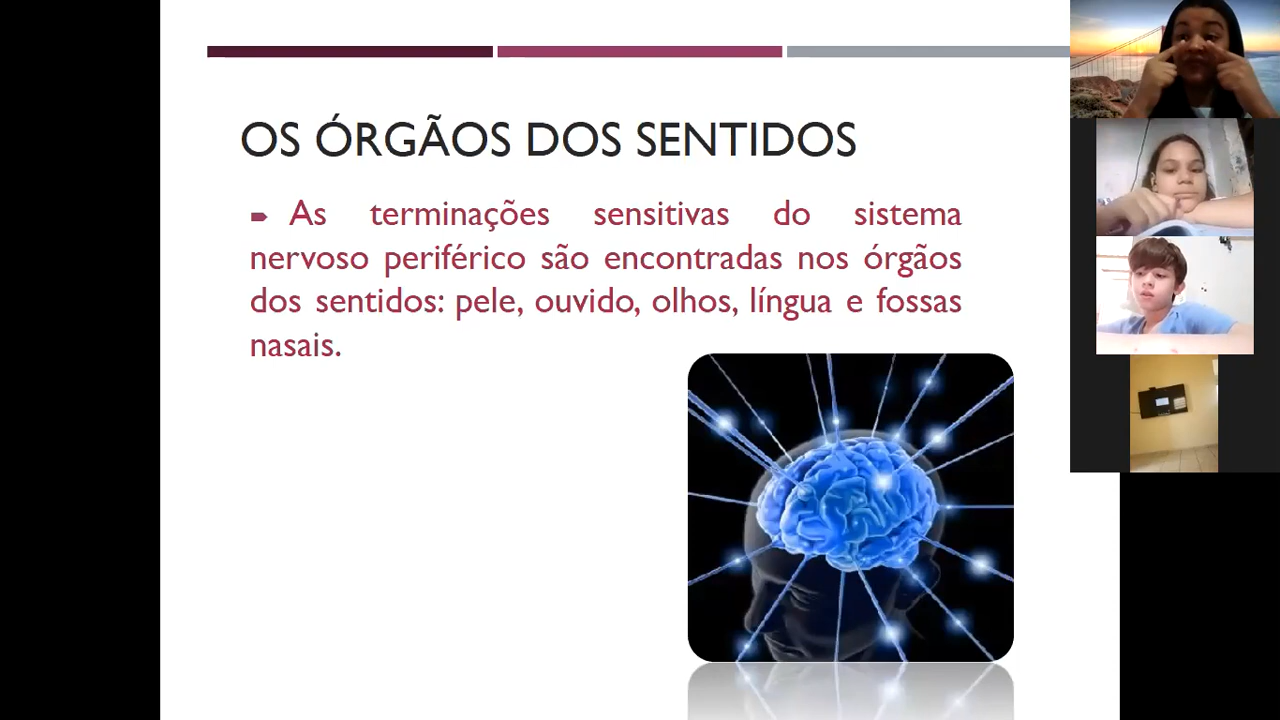 OS ÓRGÃOS DOS SENTIDOS
As terminações sensitivas do sistema
nervoso periférico são encontradas nos órgãos
dos sentidos: pele, ouvido, olhos, língua e fossas
nasais.